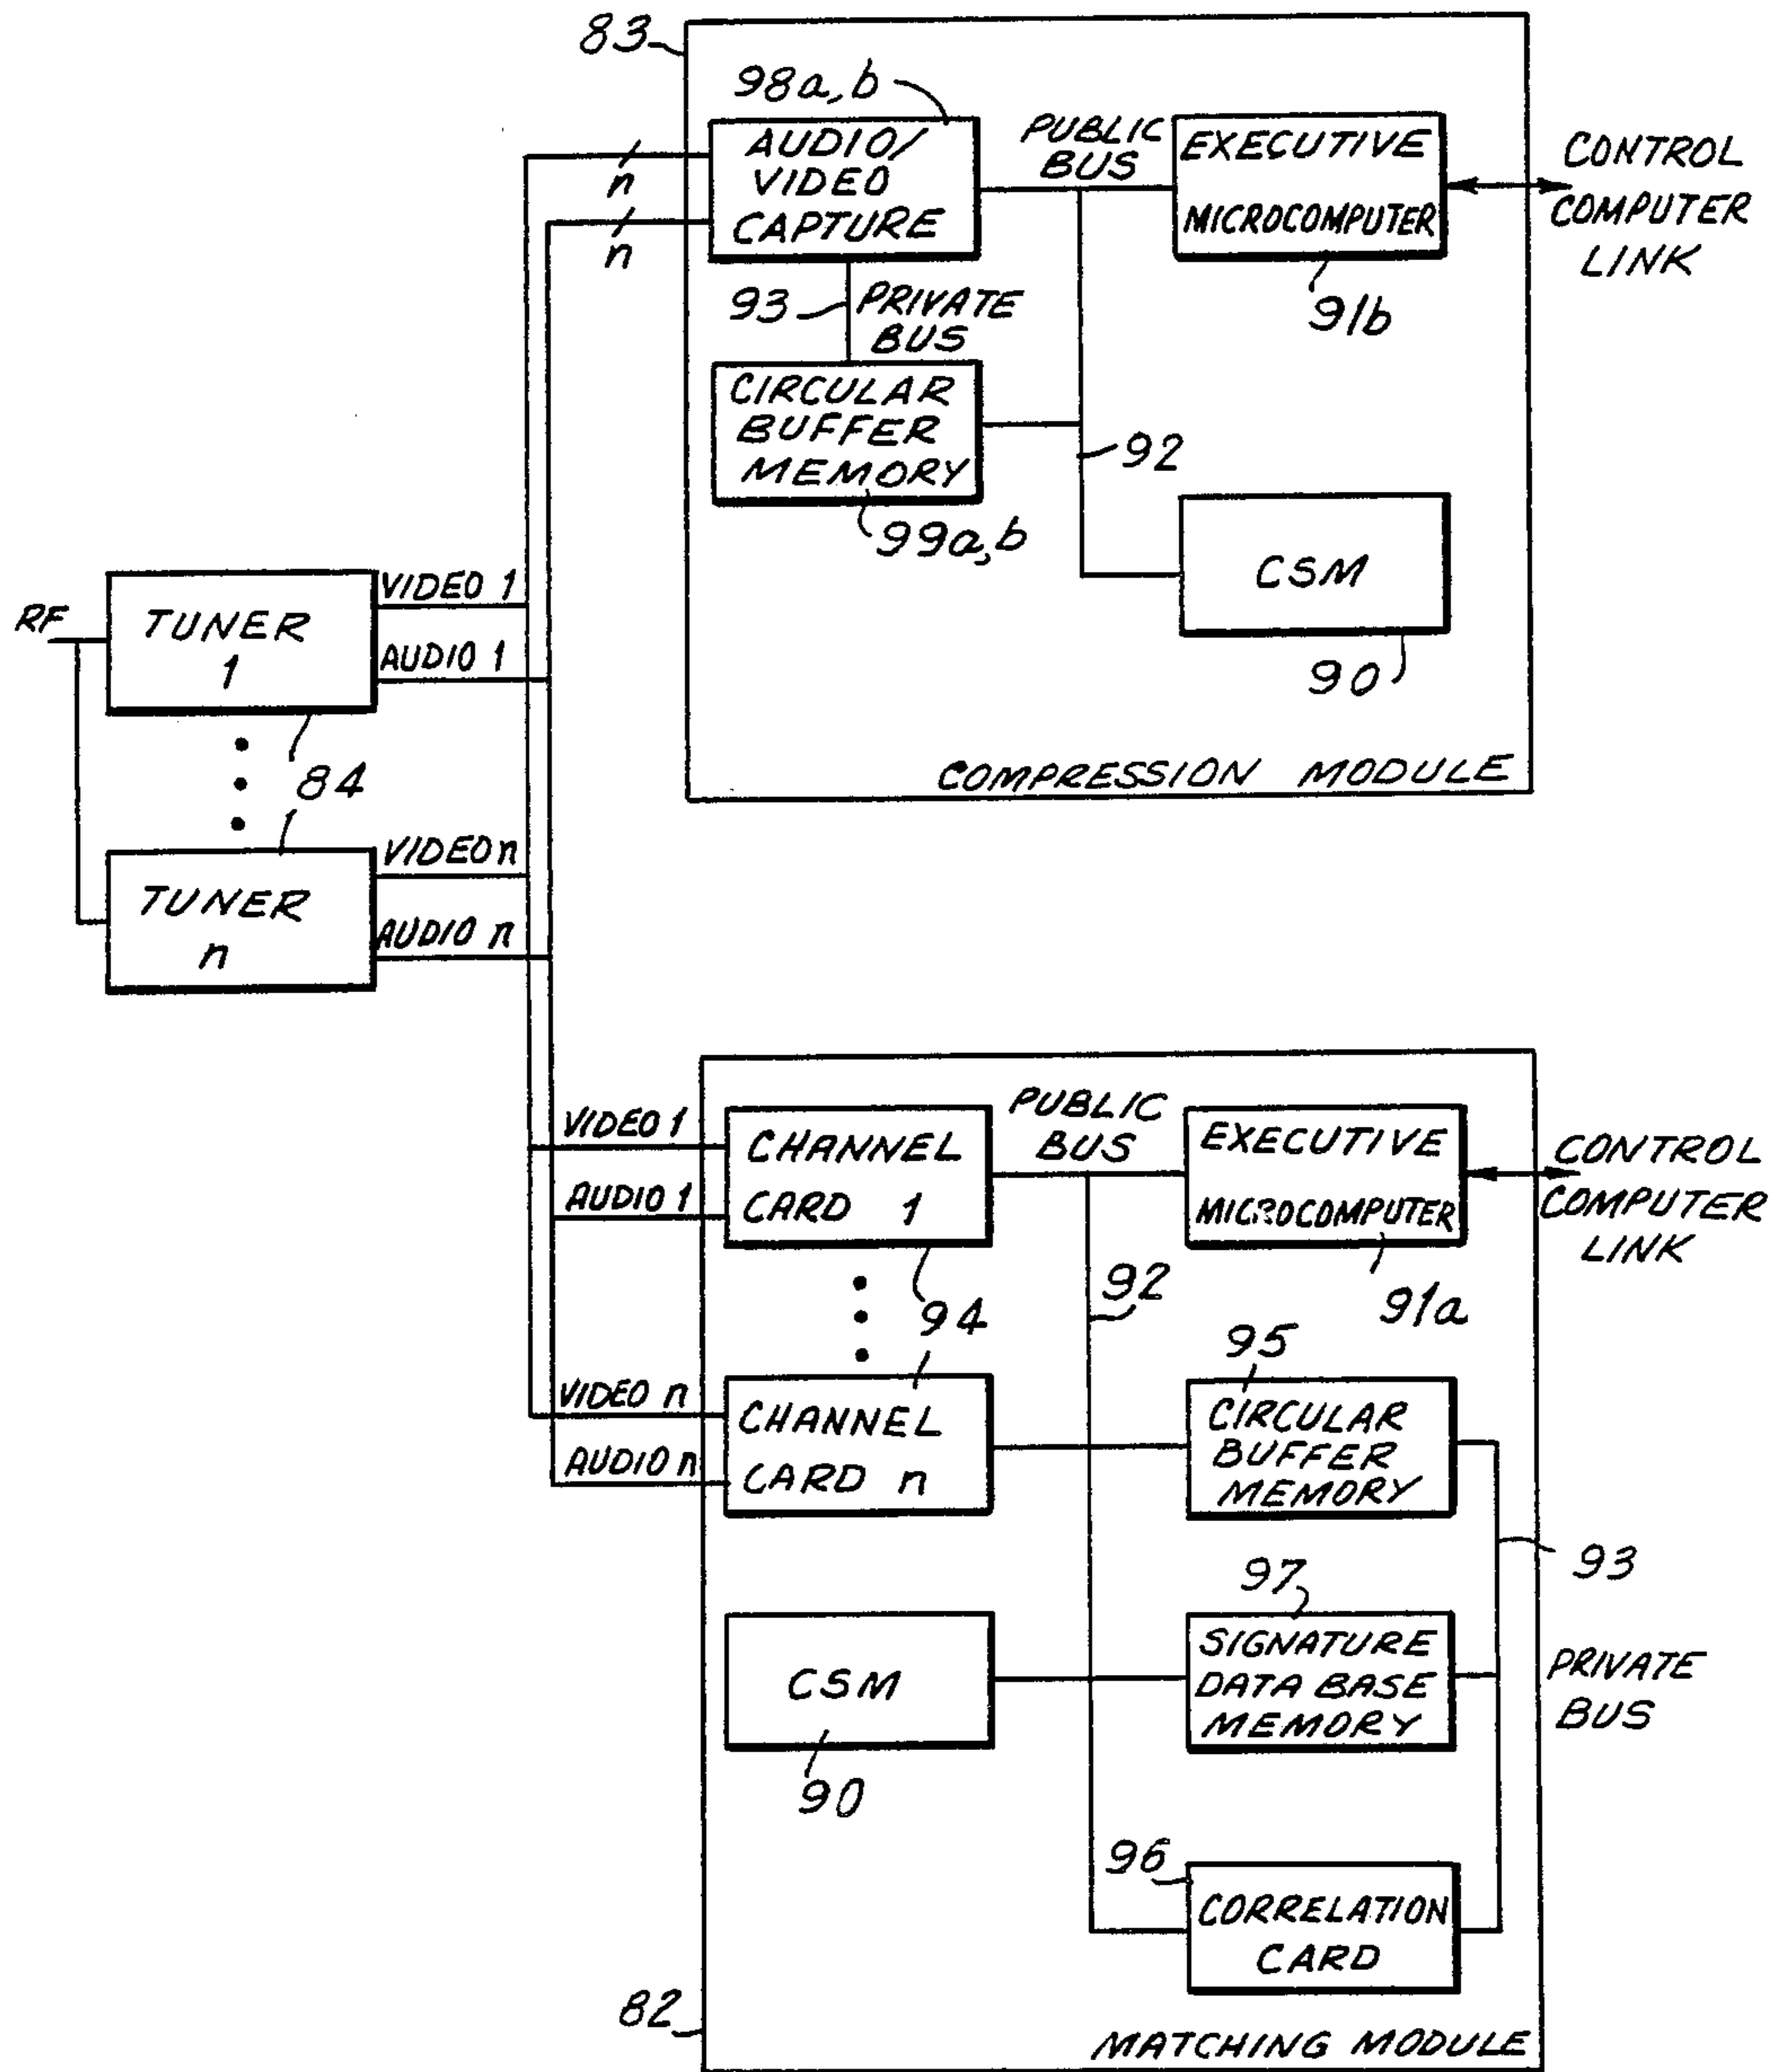 83
98a,b
AUDIO/
VIDEO
CAPTURE
n
n
PUBLIC
BUS
EXECUTIVE
MICROCOMPUTER
91b
CONTROL
COMPUTER
LINK
93
PRIVATE
BUS
CIRCULAR
BUFFER
MEMORY
99a,b
92
CSM
90
COMPRESSION MODULE
RF
TUNER
1
VIDEO 1
AUDIO 1
84
TUNER
n
VIDEO n
AUDIO n
VIDEO 1
AUDIO 1
CHANNEL
CARD 1
94
PUBLIC
BUS
EXECUTIVE
MICROCOMPUTER
91a
CONTROL
COMPUTER
LINK
92
VIDEO n
AUDIO n
CHANNEL
CARD n
95
CIRCULAR
BUFFER
MEMORY
93
PRIVATE
BUS
CSM
90
97
SIGNATURE
DATA BASE
MEMORY
96
CORRELATION
CARD
82
MATCHING MODULE